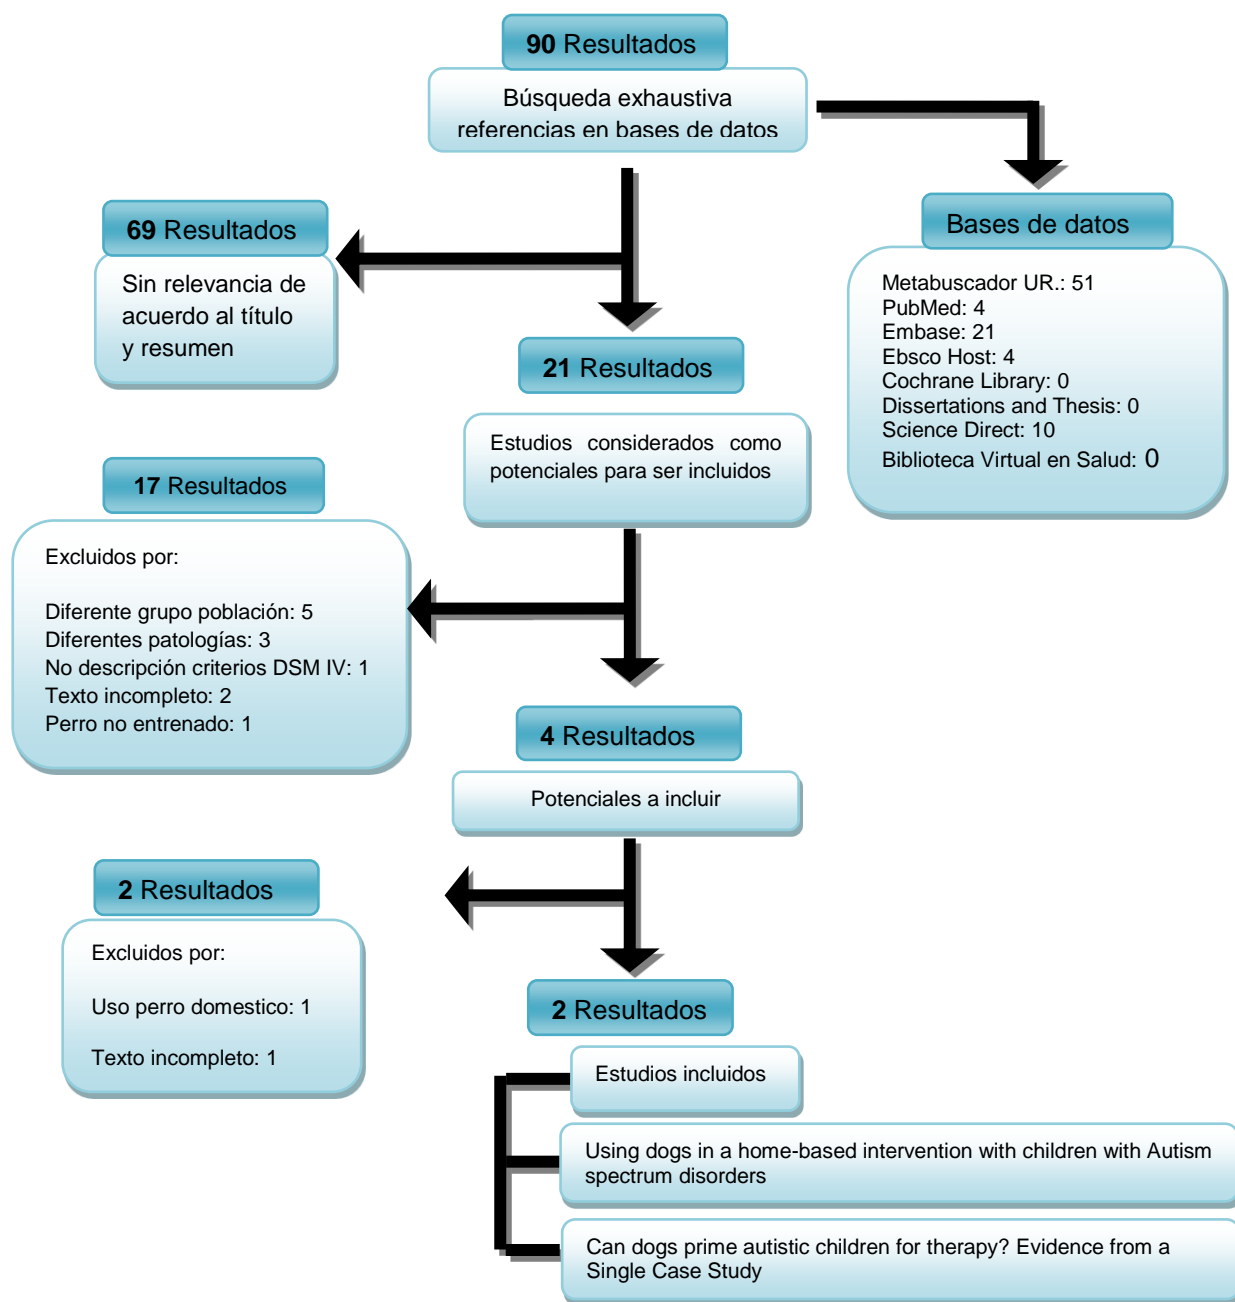 90 Resultados
Búsqueda exhaustiva
referencias en bases de datos
69 Resultados
Sin relevancia de
acuerdo al título
y resumen
Bases de datos
Metabuscador UR.: 51
PubMed: 4
Embase: 21
Ebsco Host: 4
Cochrane Library: 0
Dissertations and Thesis: 0
Science Direct: 10
Biblioteca Virtual en Salud: 0
21 Resultados
Estudios considerados como
potenciales para ser incluidos
17 Resultados
Excluidos por:
Diferente grupo población: 5
Diferentes patologías: 3
No descripción criterios DSM IV: 1
Texto incompleto: 2
Perro no entrenado: 1
4 Resultados
Potenciales a incluir
2 Resultados
Excluidos por:
Uso perro domestico: 1
Texto incompleto: 1
2 Resultados
Estudios incluidos
Using dogs in a home-based intervention with children with Autism
spectrum disorders
Can dogs prime autistic children for therapy? Evidence from a
Single Case Study